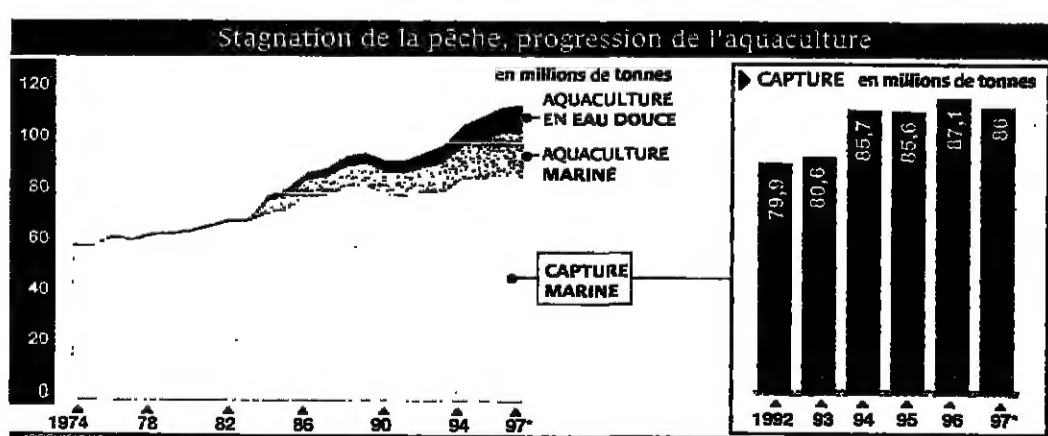 Stagnation de la pêche, progression de l'aquaculture
en millions de tonnes
120
100
80
60
40
20
0
AQUACULTURE
EN EAU DOUCE
AQUACULTURE
MARINE
CAPTURE
MARINE
1974 78 82 86 90 94 97*
CAPTURE en millions de tonnes
79,9 80,6 85,7 85,6 87,1 86
1992 93 94 95 96 97*